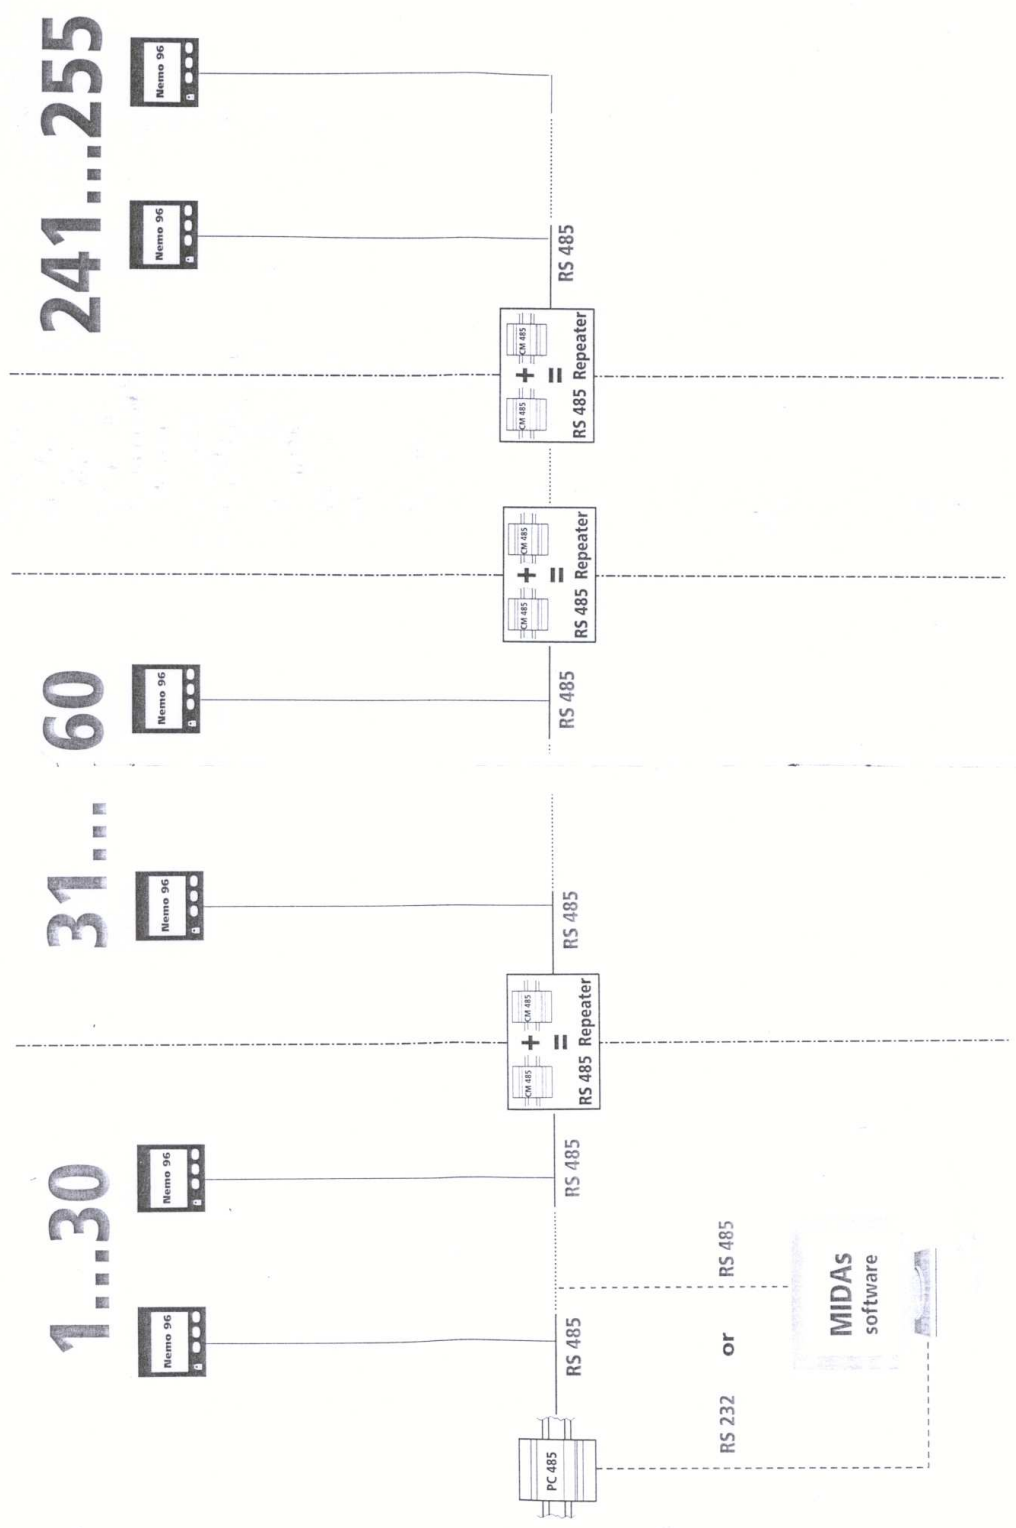 1....30
31....
60
241...255
Nemo 96
Nemo 96
Nemo 96
Nemo 96
Nemo 96
Nemo 96
PC 485
RS 485
RS 485
CM 485
+
CM 485
=
RS 485 Repeater
RS 485
RS 485
CM 485
+
CM 485
=
RS 485 Repeater
CM 485
+
CM 485
=
RS 485 Repeater
RS 485
RS 232
or
RS 485
MIDAs
software